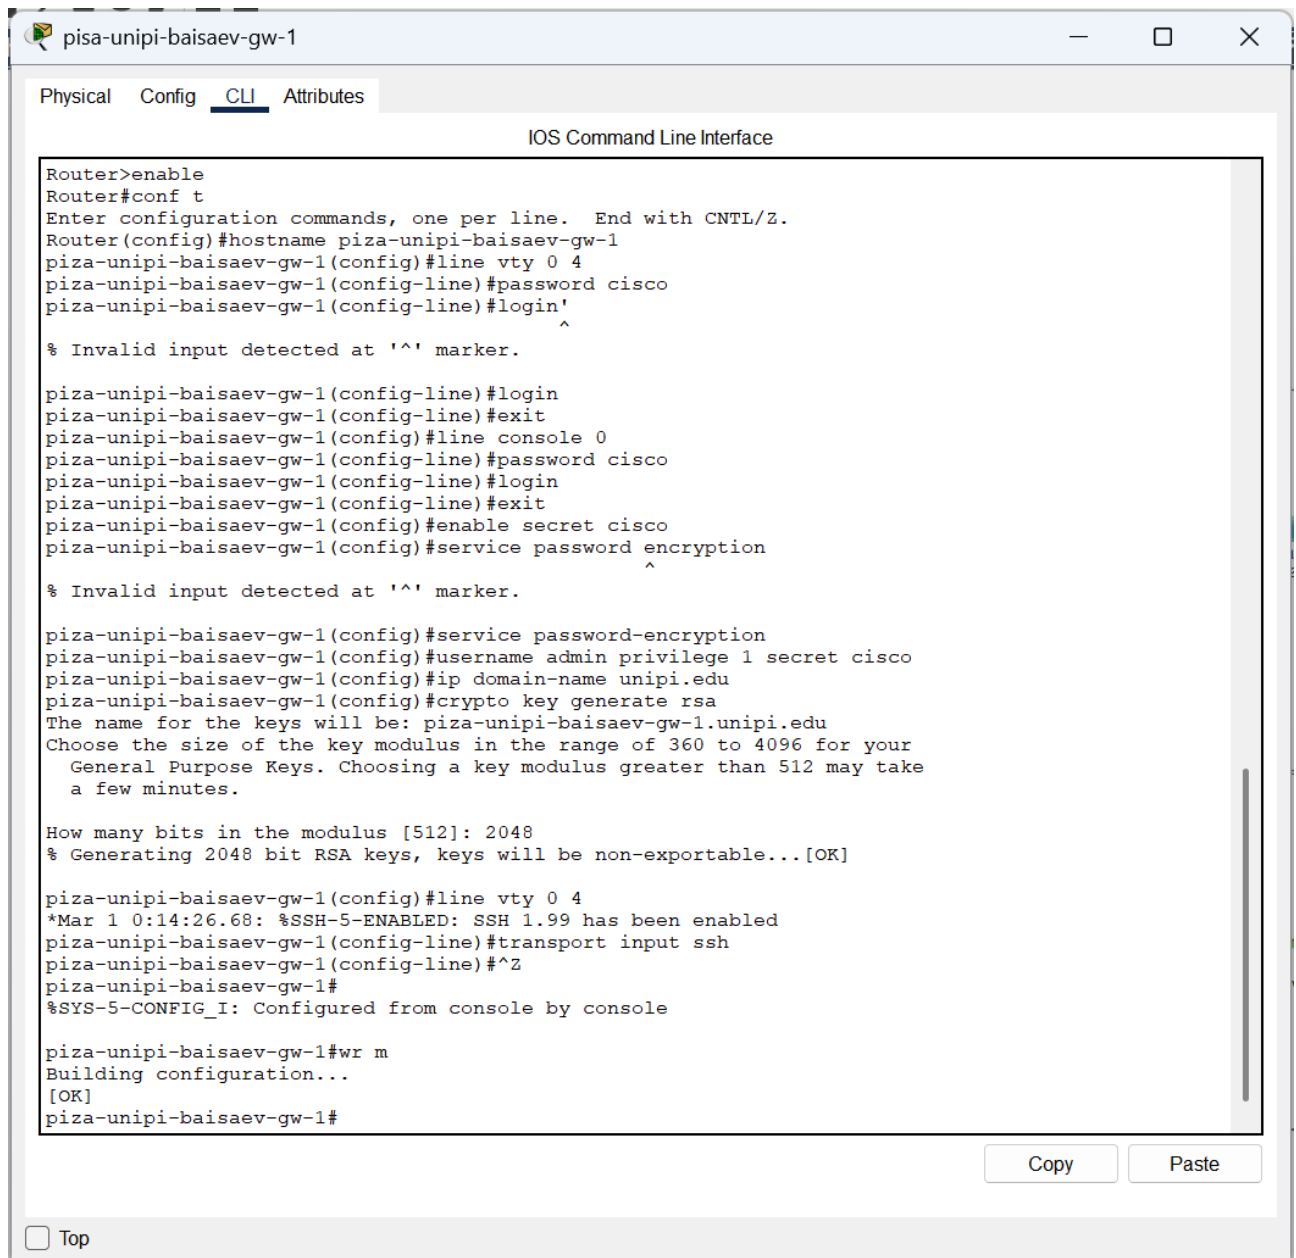 pisa-unipi-baisaev-gw-1
Physical Config CLI Attributes
IOS Command Line Interface
Router>enable
Router#conf t
Enter configuration commands, one per line.  End with CNTL/Z.
Router(config)#hostname piza-unipi-baisaev-gw-1
piza-unipi-baisaev-gw-1(config)#line vty 0 4
piza-unipi-baisaev-gw-1(config-line)#password cisco
piza-unipi-baisaev-gw-1(config-line)#login'
^
% Invalid input detected at '^' marker.
piza-unipi-baisaev-gw-1(config-line)#login
piza-unipi-baisaev-gw-1(config-line)#exit
piza-unipi-baisaev-gw-1(config)#line console 0
piza-unipi-baisaev-gw-1(config-line)#password cisco
piza-unipi-baisaev-gw-1(config-line)#login
piza-unipi-baisaev-gw-1(config-line)#exit
piza-unipi-baisaev-gw-1(config)#enable secret cisco
piza-unipi-baisaev-gw-1(config)#service password encryption
^
% Invalid input detected at '^' marker.
piza-unipi-baisaev-gw-1(config)#service password-encryption
piza-unipi-baisaev-gw-1(config)#username admin privilege 1 secret cisco
piza-unipi-baisaev-gw-1(config)#ip domain-name unipi.edu
piza-unipi-baisaev-gw-1(config)#crypto key generate rsa
The name for the keys will be: piza-unipi-baisaev-gw-1.unipi.edu
Choose the size of the key modulus in the range of 360 to 4096 for your
General Purpose Keys. Choosing a key modulus greater than 512 may take
a few minutes.
How many bits in the modulus [512]: 2048
% Generating 2048 bit RSA keys, keys will be non-exportable...[OK]
piza-unipi-baisaev-gw-1(config)#line vty 0 4
*Mar 1 0:14:26.68: %SSH-5-ENABLED: SSH 1.99 has been enabled
piza-unipi-baisaev-gw-1(config-line)#transport input ssh
piza-unipi-baisaev-gw-1(config-line)#^Z
piza-unipi-baisaev-gw-1#
%SYS-5-CONFIG_I: Configured from console by console
piza-unipi-baisaev-gw-1#wr m
Building configuration...
[OK]
piza-unipi-baisaev-gw-1#
Copy Paste
Top